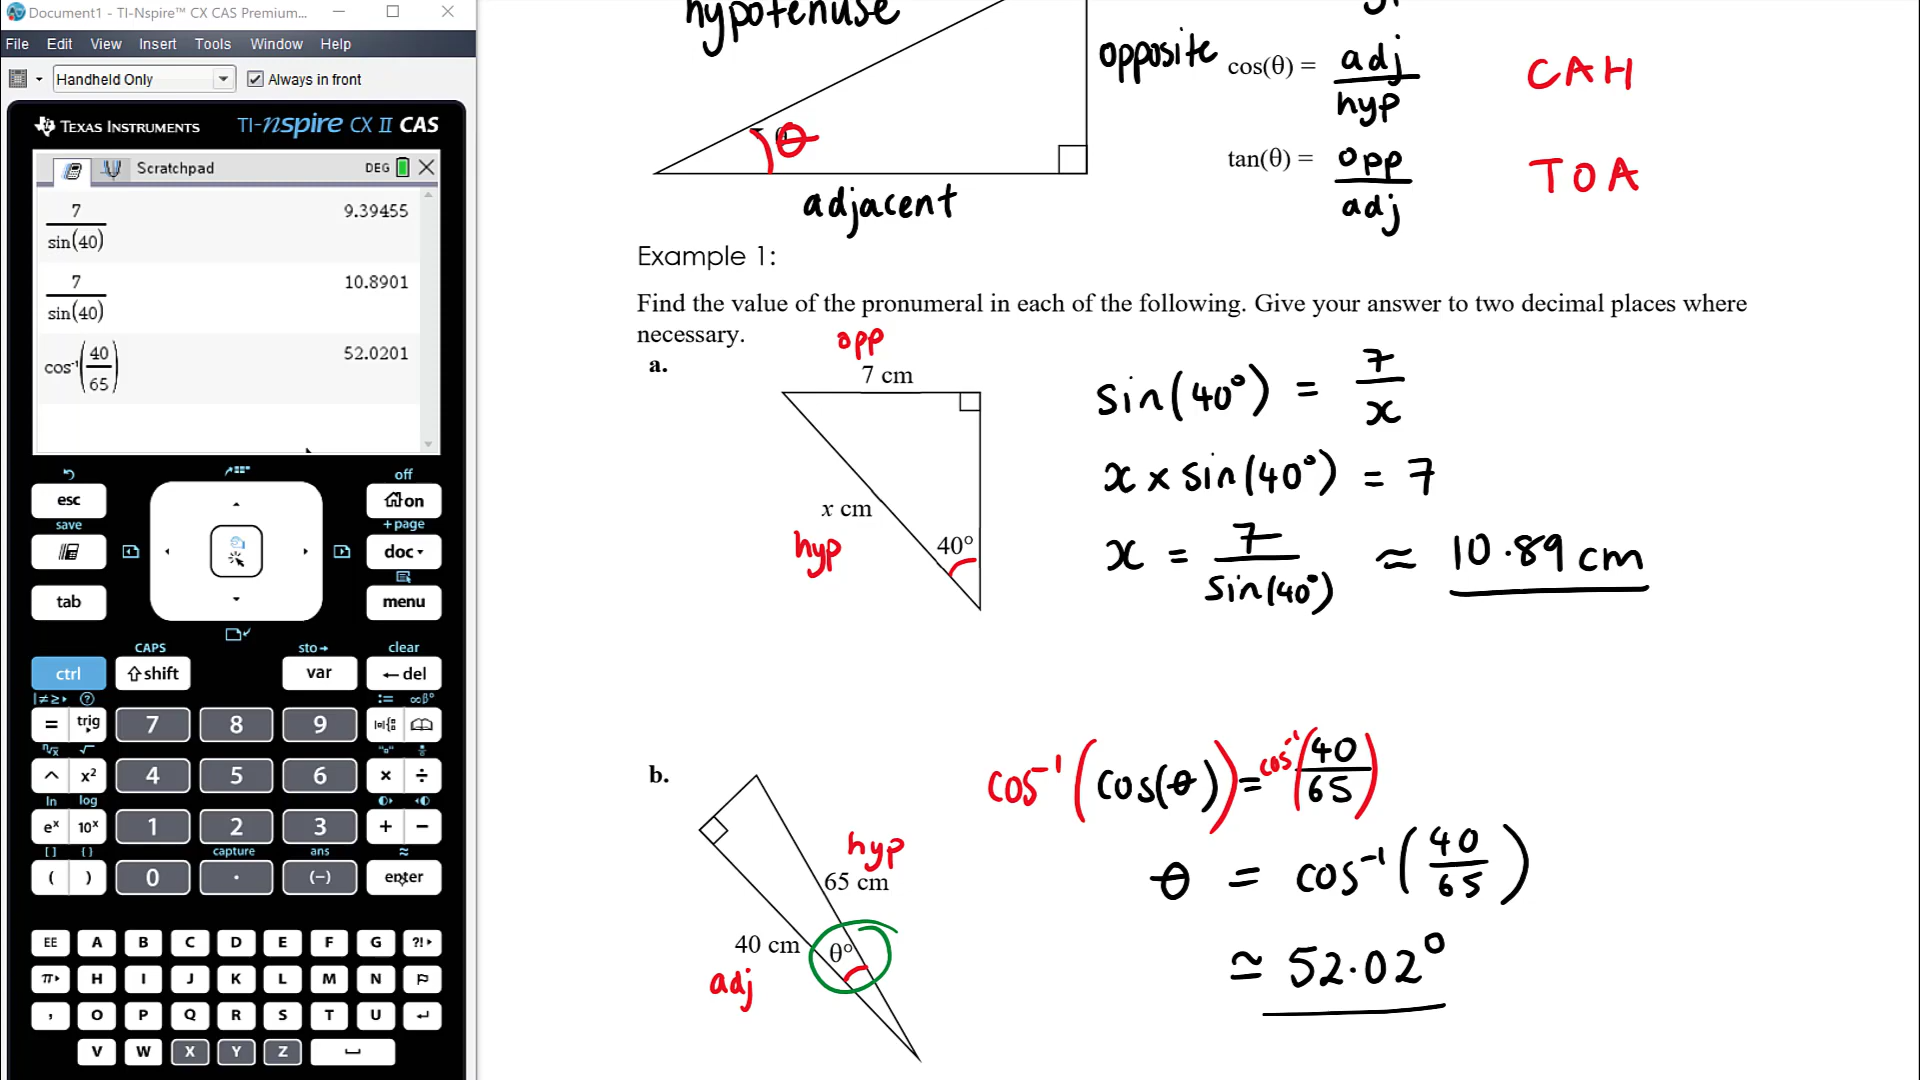 Document1 - TI-Nspire™ CX CAS Premium...
File Edit View Insert Tools Window Help
Handheld Only
Always in front
TEXAS INSTRUMENTS TI-nspire CX II CAS
Scratchpad DEG
7/sin(40) 9.39455
7/sin(40) 10.8901
cos⁻¹(40/65) 52.0201
off
esc on
save + page
doc
tab menu
CAPS sto→ clear
ctrl shift var ←del
|≠≥▸ ? := ∞β°
= trig 7 8 9
ⁿ√x √
^ x² 4 5 6 × ÷
ln log
eˣ 10ˣ 1 2 3 + −
[ ] { } capture ans ≈
( ) 0 . (−) enter
EE A B C D E F G ?!▸
π▸ H I J K L M N
, O P Q R S T U ↵
V W X Y Z
hypotenuse
opposite
θ
adjacent
cos(θ) = adj/hyp CAH
tan(θ) = opp/adj TOA
Example 1:
Find the value of the pronumeral in each of the following. Give your answer to two decimal places where
necessary.
a.
opp
7 cm
x cm
hyp
40°
sin(40°) = 7/x
x × sin(40°) = 7
x = 7/sin(40°) ≈ 10.89 cm
b.
hyp
65 cm
40 cm
adj
θ°
cos⁻¹(cos(θ)) = cos⁻¹(40/65)
θ = cos⁻¹(40/65)
≃ 52.02°